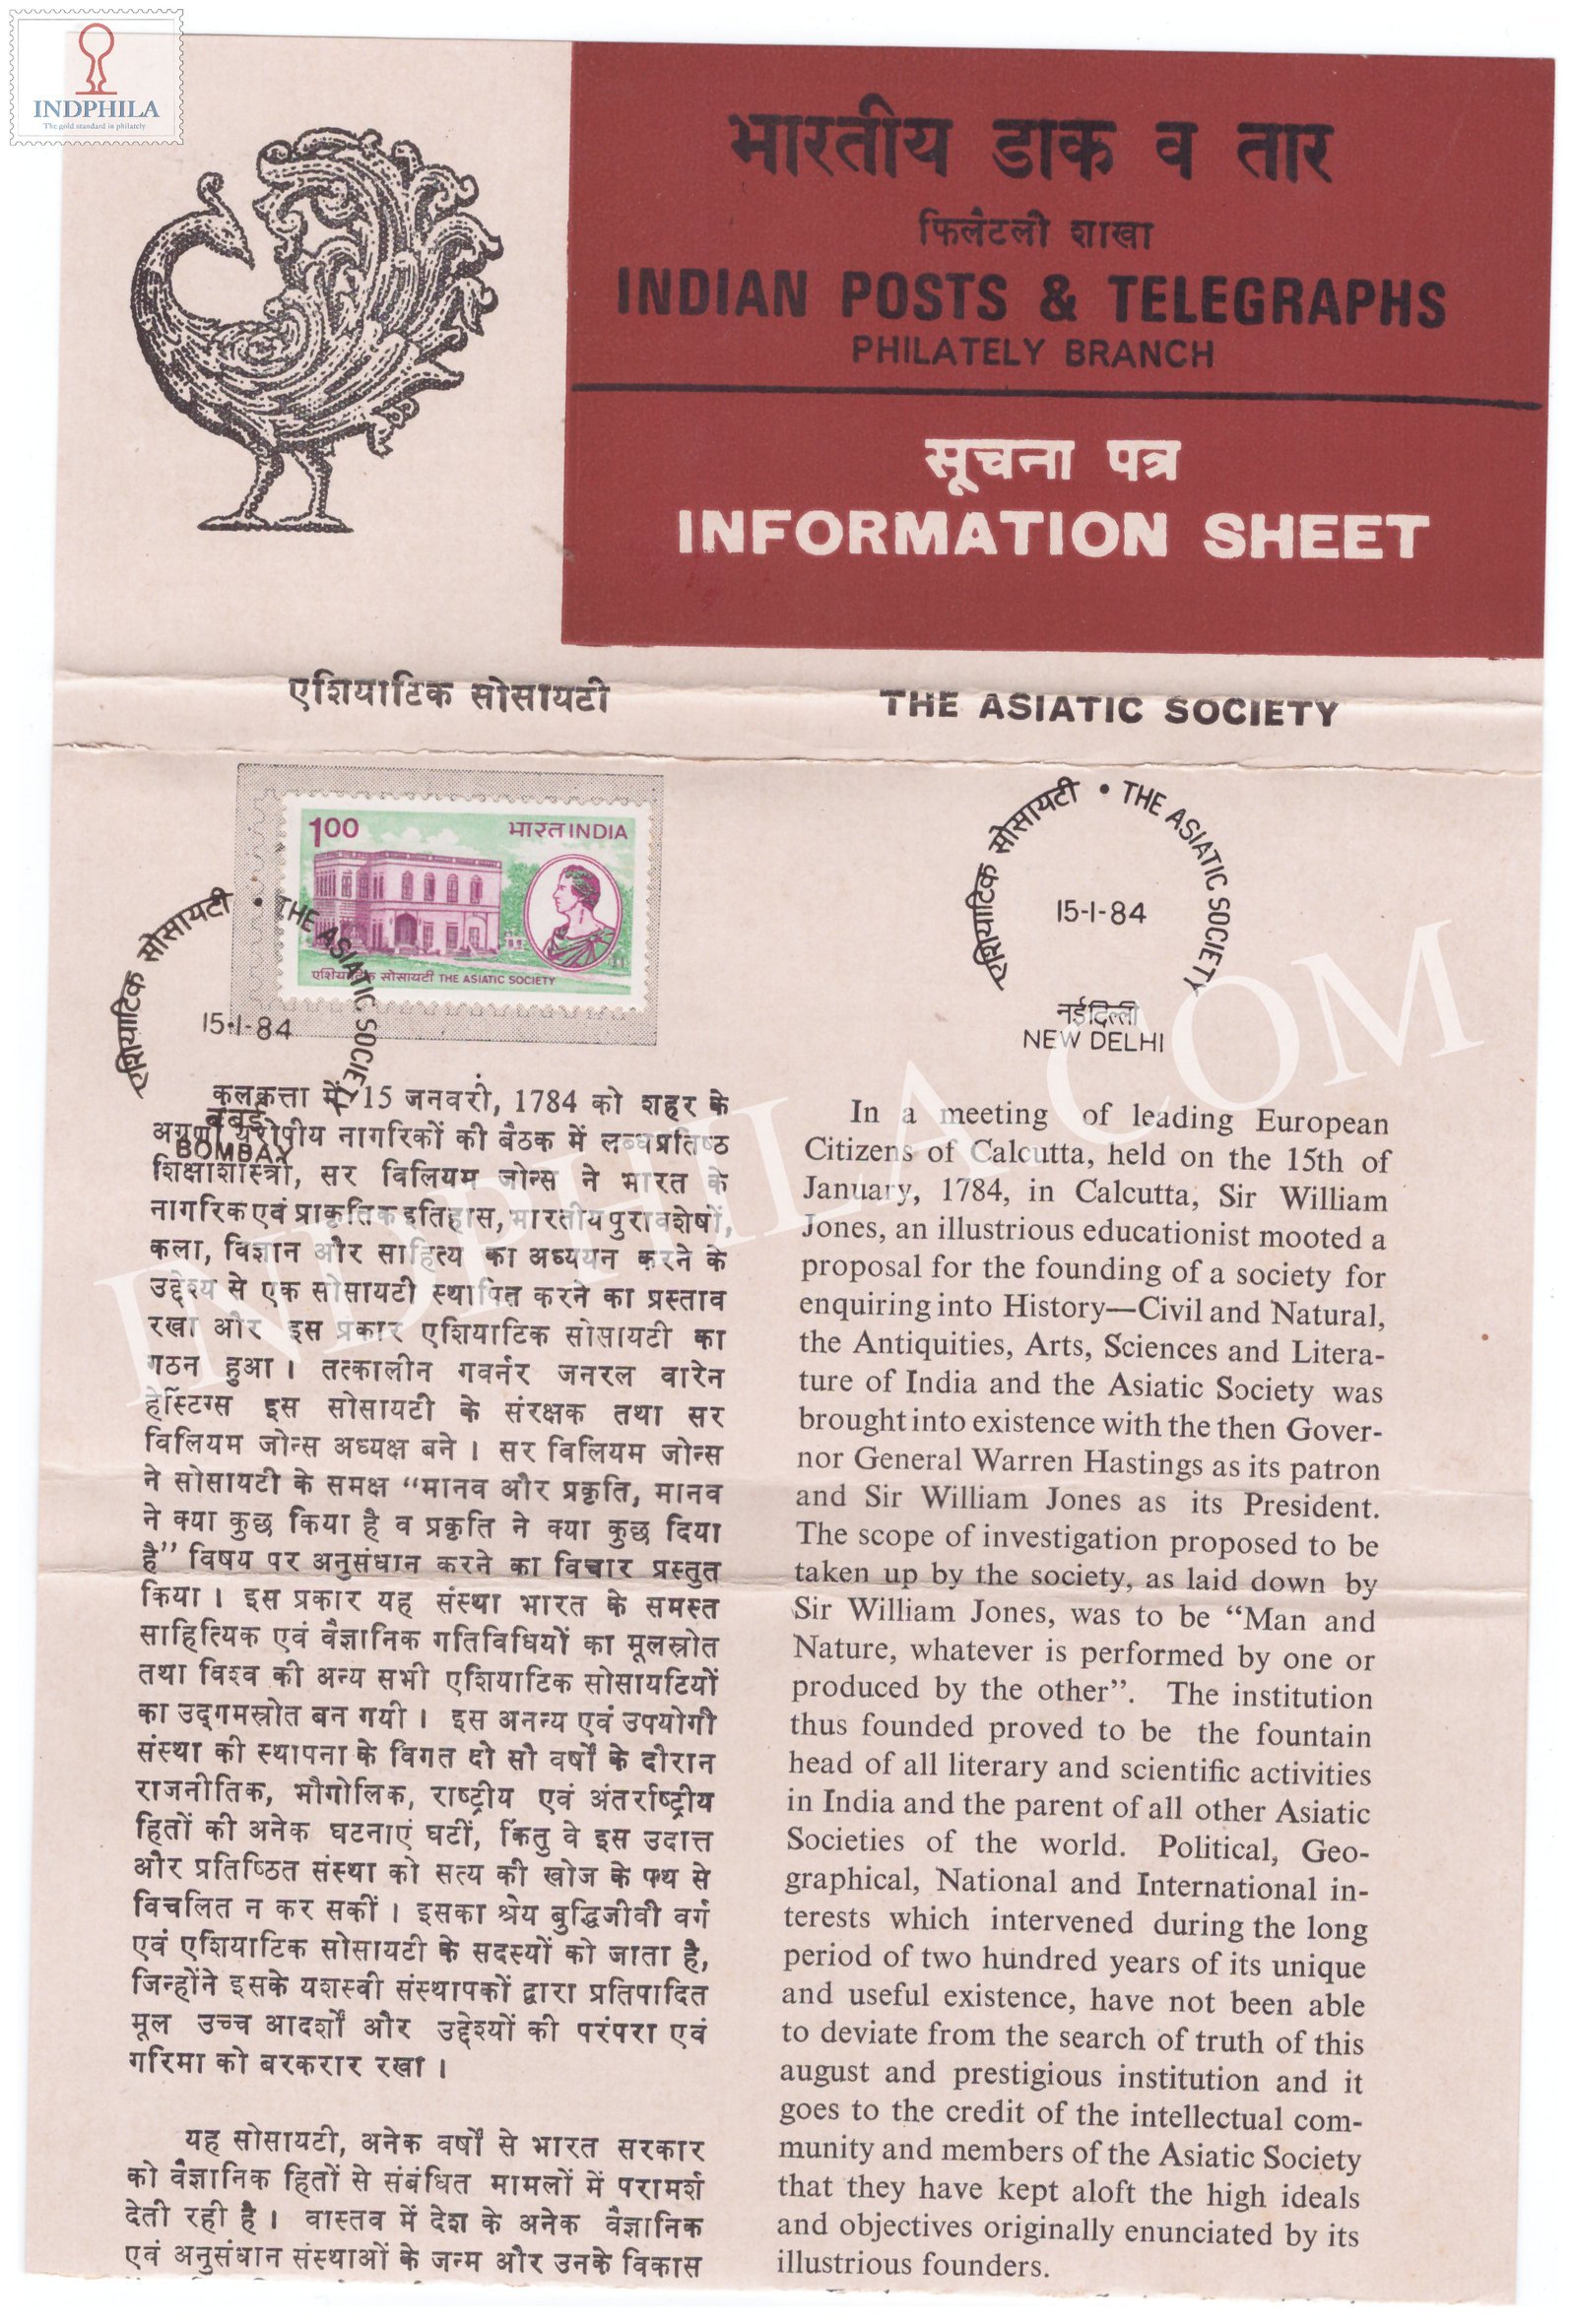 INDPHILA
The gold standard in philately
भारतीय डाक व तार
फिलैटली शाखा
INDIAN POSTS & TELEGRAPHS
PHILATELY BRANCH
सूचना पत्र
INFORMATION SHEET
एशियाटिक सोसायटी
1.00
भारत INDIA
एशियाटिक सोसायटी THE ASIATIC SOCIETY
एशियाटिक सोसायटी • THE ASIATIC SOCIETY
15-1-84
बंबई
BOMBAY
कलकत्ता में 15 जनवरी, 1784 को शहर के
अग्रणी यूरोपीय नागरिकों की बैठक में लब्धप्रतिष्ठ
शिक्षाशास्त्री, सर विलियम जोन्स ने भारत के
नागरिक एवं प्राकृतिक इतिहास, भारतीय पुरावशेषों,
कला, विज्ञान और साहित्य का अध्ययन करने के
उद्देश्य से एक सोसायटी स्थापित करने का प्रस्ताव
रखा और इस प्रकार एशियाटिक सोसायटी का
गठन हुआ । तत्कालीन गवर्नर जनरल वारेन
हेस्टिंग्स इस सोसायटी के संरक्षक तथा सर
विलियम जोन्स अध्यक्ष बने । सर विलियम जोन्स
ने सोसायटी के समक्ष “मानव और प्रकृति, मानव
ने क्या कुछ किया है व प्रकृति ने क्या कुछ दिया
है” विषय पर अनुसंधान करने का विचार प्रस्तुत
किया । इस प्रकार यह संस्था भारत के समस्त
साहित्यिक एवं वैज्ञानिक गतिविधियों का मूलस्रोत
तथा विश्व की अन्य सभी एशियाटिक सोसायटियों
का उद्गमस्रोत बन गयी । इस अनन्य एवं उपयोगी
संस्था की स्थापना के विगत दो सौ वर्षों के दौरान
राजनीतिक, भौगोलिक, राष्ट्रीय एवं अंतर्राष्ट्रीय
हितों की अनेक घटनाएं घटीं, किंतु वे इस उदात्त
और प्रतिष्ठित संस्था को सत्य की खोज के पथ से
विचलित न कर सकीं । इसका श्रेय बुद्धिजीवी वर्ग
एवं एशियाटिक सोसायटी के सदस्यों को जाता है,
जिन्होंने इसके यशस्वी संस्थापकों द्वारा प्रतिपादित
मूल उच्च आदर्शों और उद्देश्यों की परंपरा एवं
गरिमा को बरकरार रखा ।
यह सोसायटी, अनेक वर्षों से भारत सरकार
को वैज्ञानिक हितों से संबंधित मामलों में परामर्श
देती रही है । वास्तव में देश के अनेक वैज्ञानिक
एवं अनुसंधान संस्थाओं के जन्म और उनके विकास
THE ASIATIC SOCIETY
एशियाटिक सोसायटी • THE ASIATIC SOCIETY
15-1-84
नई दिल्ली
NEW DELHI
In a meeting of leading European
Citizens of Calcutta, held on the 15th of
January, 1784, in Calcutta, Sir William
Jones, an illustrious educationist mooted a
proposal for the founding of a society for
enquiring into History—Civil and Natural,
the Antiquities, Arts, Sciences and Litera-
ture of India and the Asiatic Society was
brought into existence with the then Gover-
nor General Warren Hastings as its patron
and Sir William Jones as its President.
The scope of investigation proposed to be
taken up by the society, as laid down by
Sir William Jones, was to be “Man and
Nature, whatever is performed by one or
produced by the other”. The institution
thus founded proved to be the fountain
head of all literary and scientific activities
in India and the parent of all other Asiatic
Societies of the world. Political, Geo-
graphical, National and International in-
terests which intervened during the long
period of two hundred years of its unique
and useful existence, have not been able
to deviate from the search of truth of this
august and prestigious institution and it
goes to the credit of the intellectual com-
munity and members of the Asiatic Society
that they have kept aloft the high ideals
and objectives originally enunciated by its
illustrious founders.
INDPHILA.COM